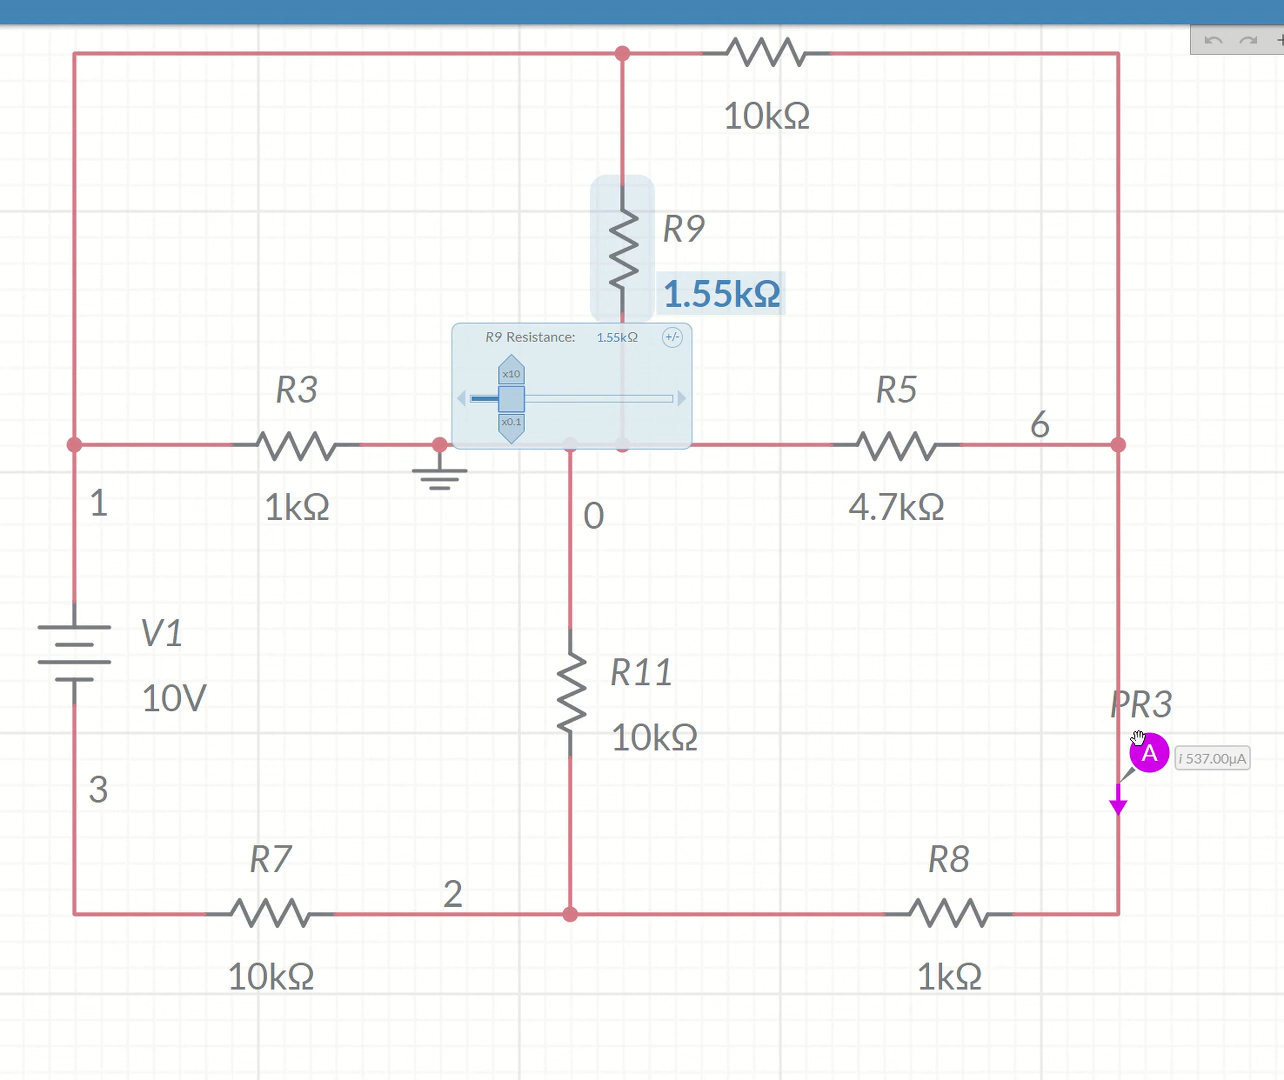 10kΩ
R9
1.55kΩ
R9 Resistance: 1.55kΩ +/-
x10
x0.1
R3
1kΩ
R5
4.7kΩ
6
1
0
V1
10V
R11
10kΩ
PR3
A
i 537.00µA
3
R7
10kΩ
2
R8
1kΩ